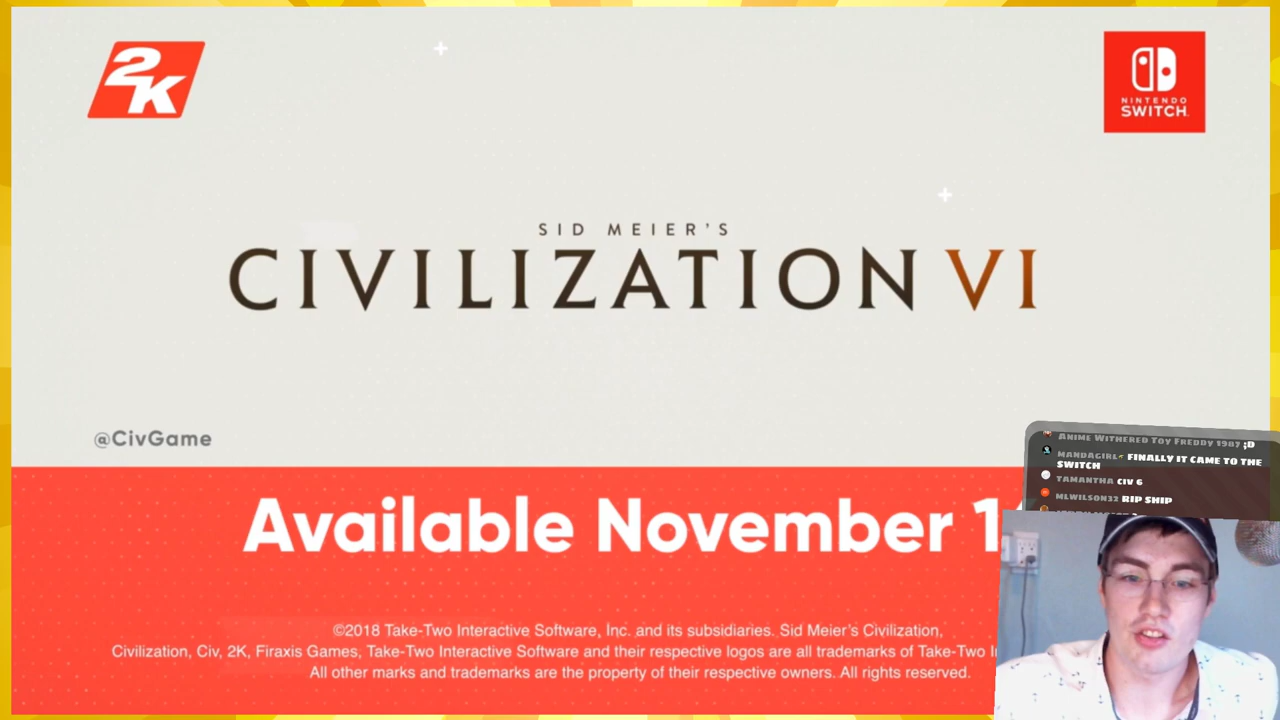 2K
NINTENDO
SWITCH
SID MEIER'S
CIVILIZATION VI
@CivGame
ANIME WITHERED TOY FREDDY 1987 ;D
MANDAGIRL FINALLY IT CAME TO THE
SWITCH
TAMANTHA CIV 6
MLWILSON32 RIP SHIP
Available November
©2018 Take-Two Interactive Software, Inc. and its subsidiaries. Sid Meier's Civilization,
Civilization, Civ, 2K, Firaxis Games, Take-Two Interactive Software and their respective logos are all trademarks of Take-Two
All other marks and trademarks are the property of their respective owners. All rights reserved.